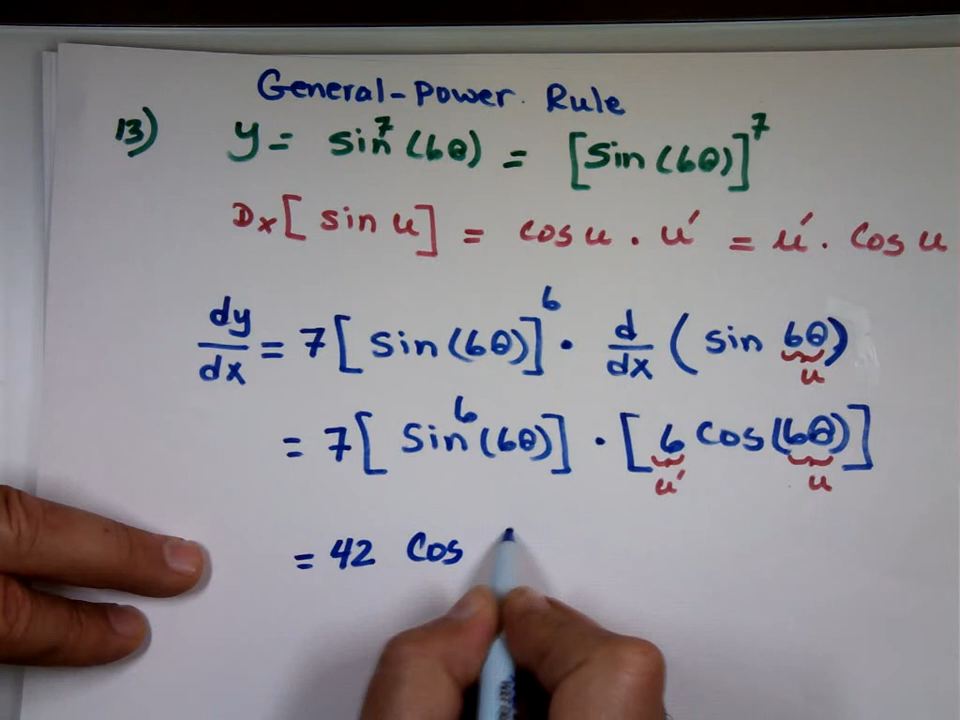 General-Power Rule
13) y = sin⁷(6θ) = [sin(6θ)]⁷
Dx[sin u] = cos u · u′ = u′ · cos u
dy/dx = 7[sin(6θ)]⁶ · d/dx (sin 6θ)
u
= 7[sin⁶(6θ)] · [6 cos(6θ)]
u′ u
= 42 cos